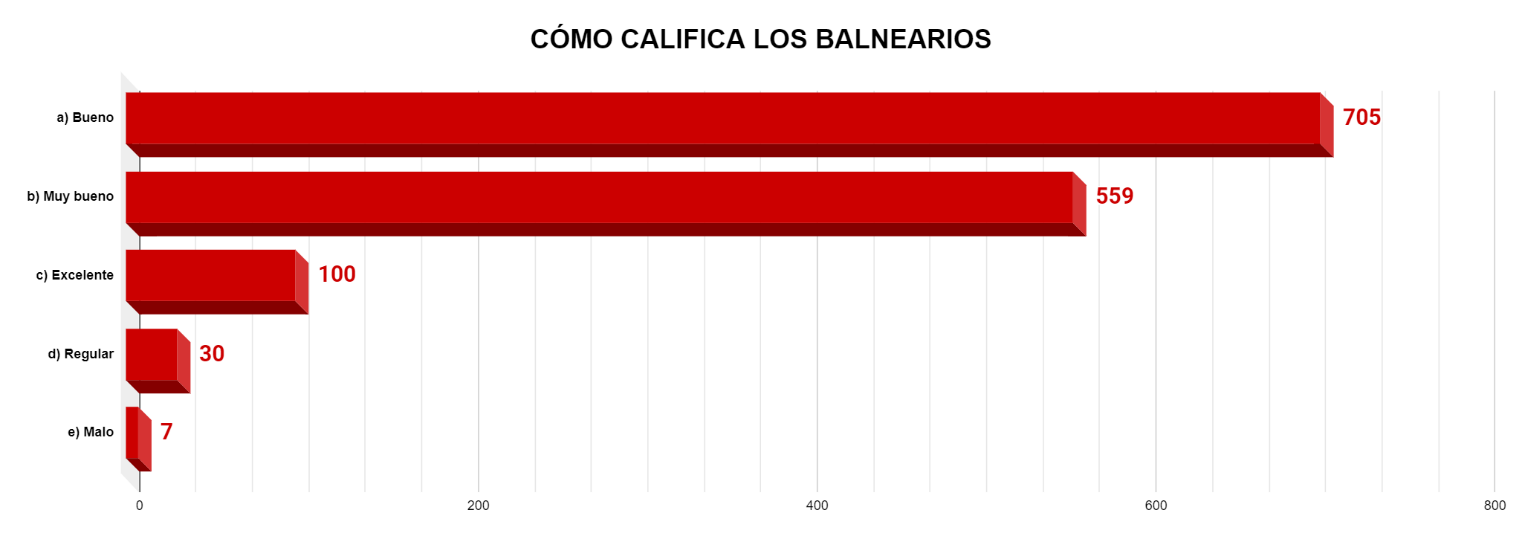 CÓMO CALIFICA LOS BALNEARIOS
a) Bueno 705
b) Muy bueno 559
c) Excelente 100
d) Regular 30
e) Malo 7
0 200 400 600 800